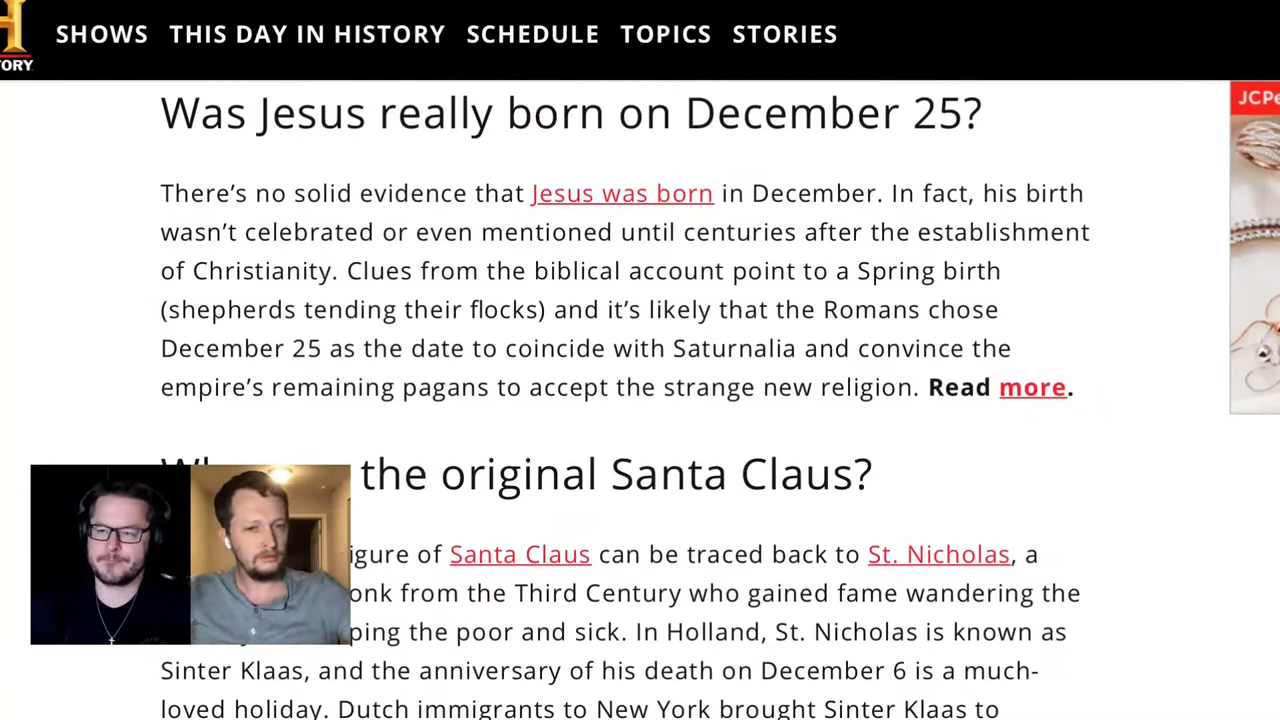 SHOWS THIS DAY IN HISTORY SCHEDULE TOPICS STORIES
TORY
JCPe
Was Jesus really born on December 25?
There’s no solid evidence that Jesus was born in December. In fact, his birth
wasn’t celebrated or even mentioned until centuries after the establishment
of Christianity. Clues from the biblical account point to a Spring birth
(shepherds tending their flocks) and it’s likely that the Romans chose
December 25 as the date to coincide with Saturnalia and convince the
empire’s remaining pagans to accept the strange new religion. Read more.
the original Santa Claus?
igure of Santa Claus can be traced back to St. Nicholas, a
onk from the Third Century who gained fame wandering the
ping the poor and sick. In Holland, St. Nicholas is known as
Sinter Klaas, and the anniversary of his death on December 6 is a much-
loved holiday. Dutch immigrants to New York brought Sinter Klaas to